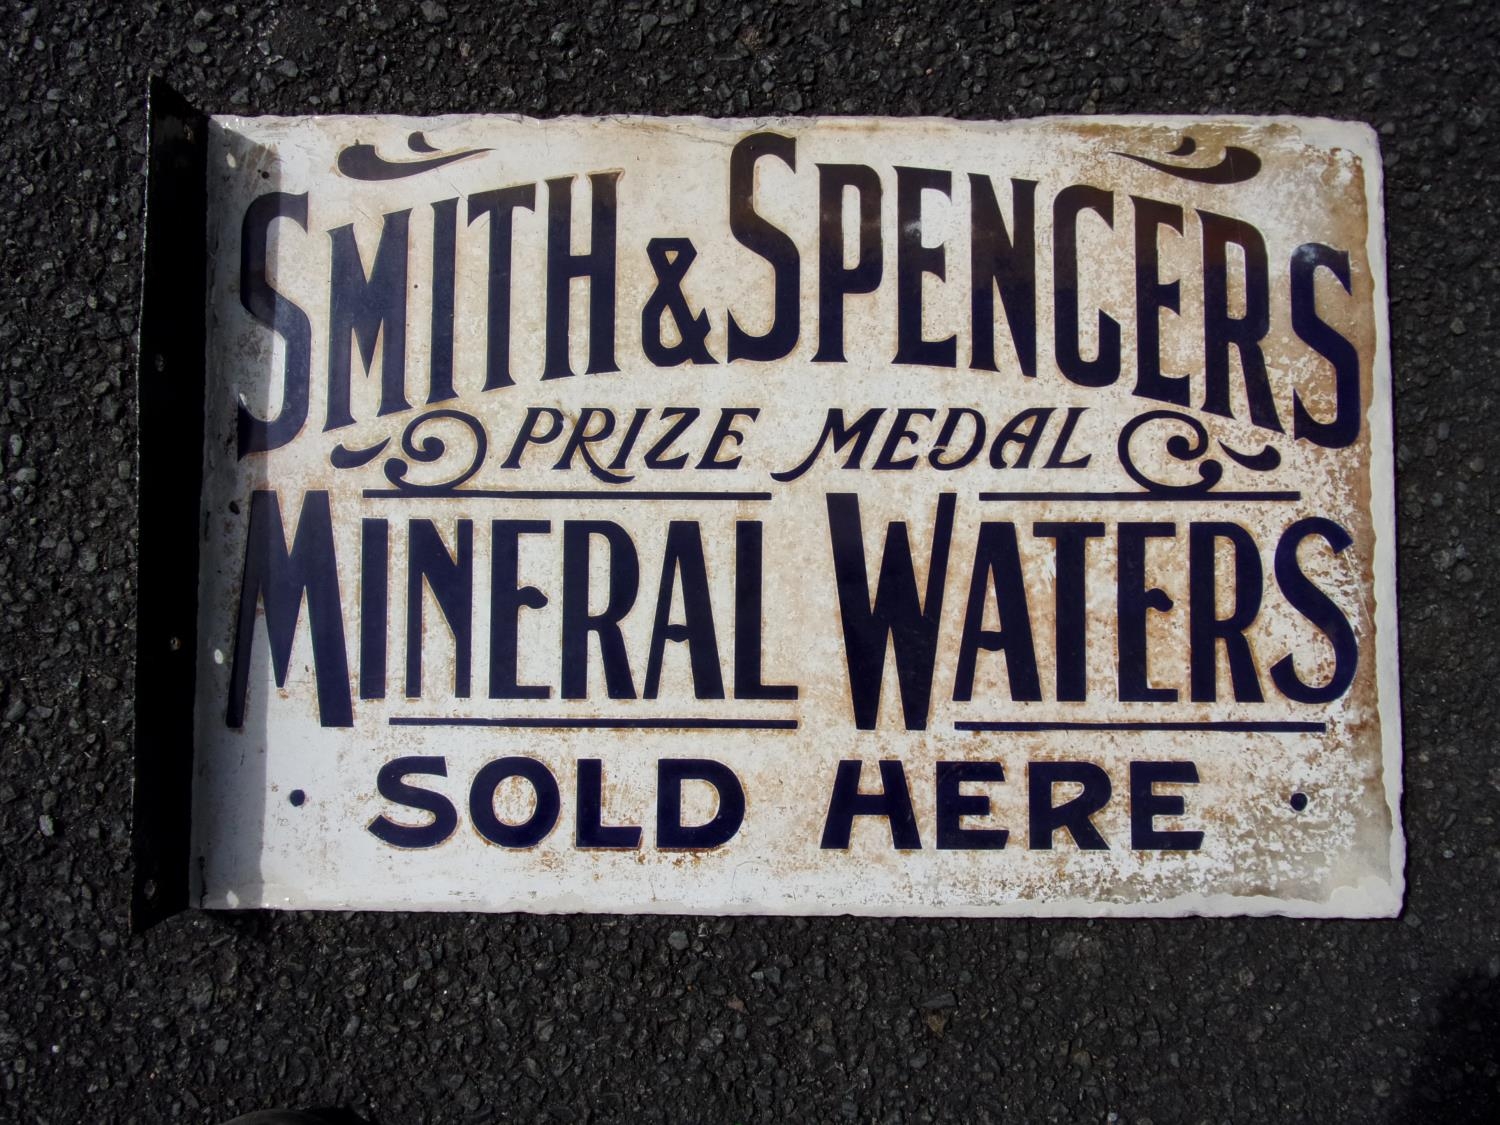 SMITH & SPENCERS
PRIZE MEDAL
MINERAL WATERS
· SOLD HERE ·